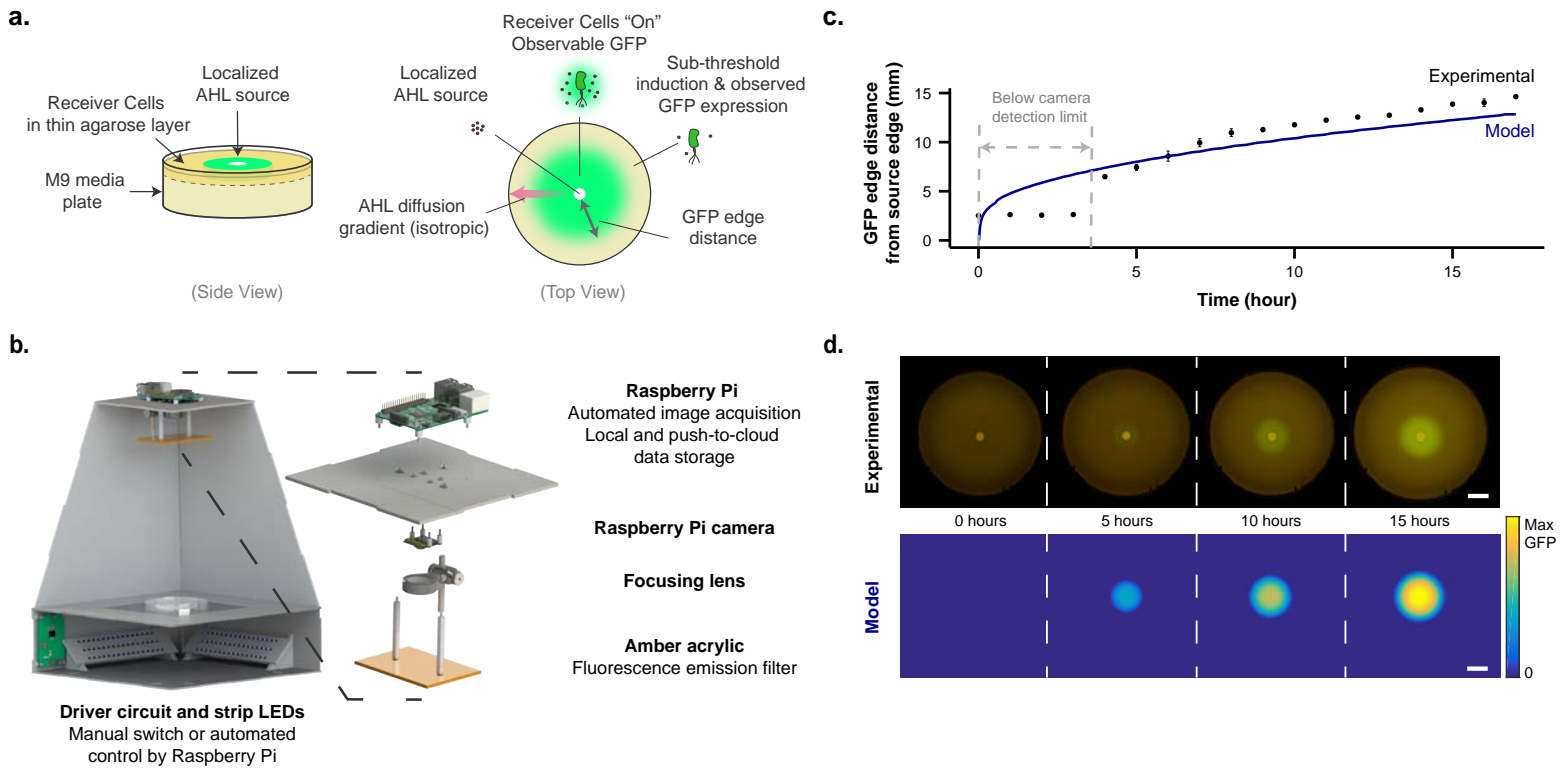 a.
Localized
AHL source
Receiver Cells
in thin agarose layer
M9 media
plate
(Side View)
Receiver Cells “On”
Observable GFP
Localized
AHL source
Sub-threshold
induction & observed
GFP expression
AHL diffusion
gradient (isotropic)
GFP edge
distance
(Top View)
b.
Raspberry Pi
Automated image acquisition
Local and push-to-cloud
data storage
Raspberry Pi camera
Focusing lens
Amber acrylic
Fluorescence emission filter
Driver circuit and strip LEDs
Manual switch or automated
control by Raspberry Pi
c.
GFP edge distance
from source edge (mm)
15
10
5
0
Below camera
detection limit
Experimental
Model
0
5
10
15
Time (hour)
d.
Experimental
0 hours
5 hours
10 hours
15 hours
Model
Max
GFP
0